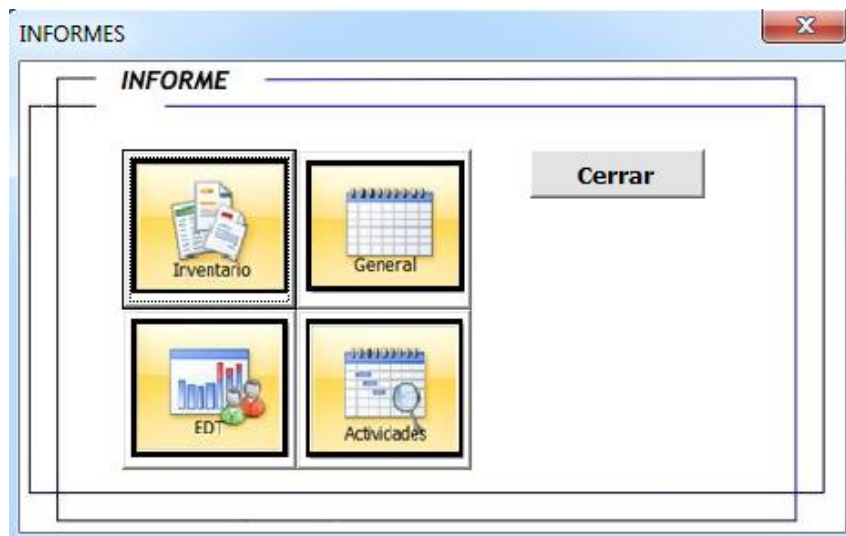 INFORMES
INFORME
Cerrar
Irventario
General
EDT
Actividades